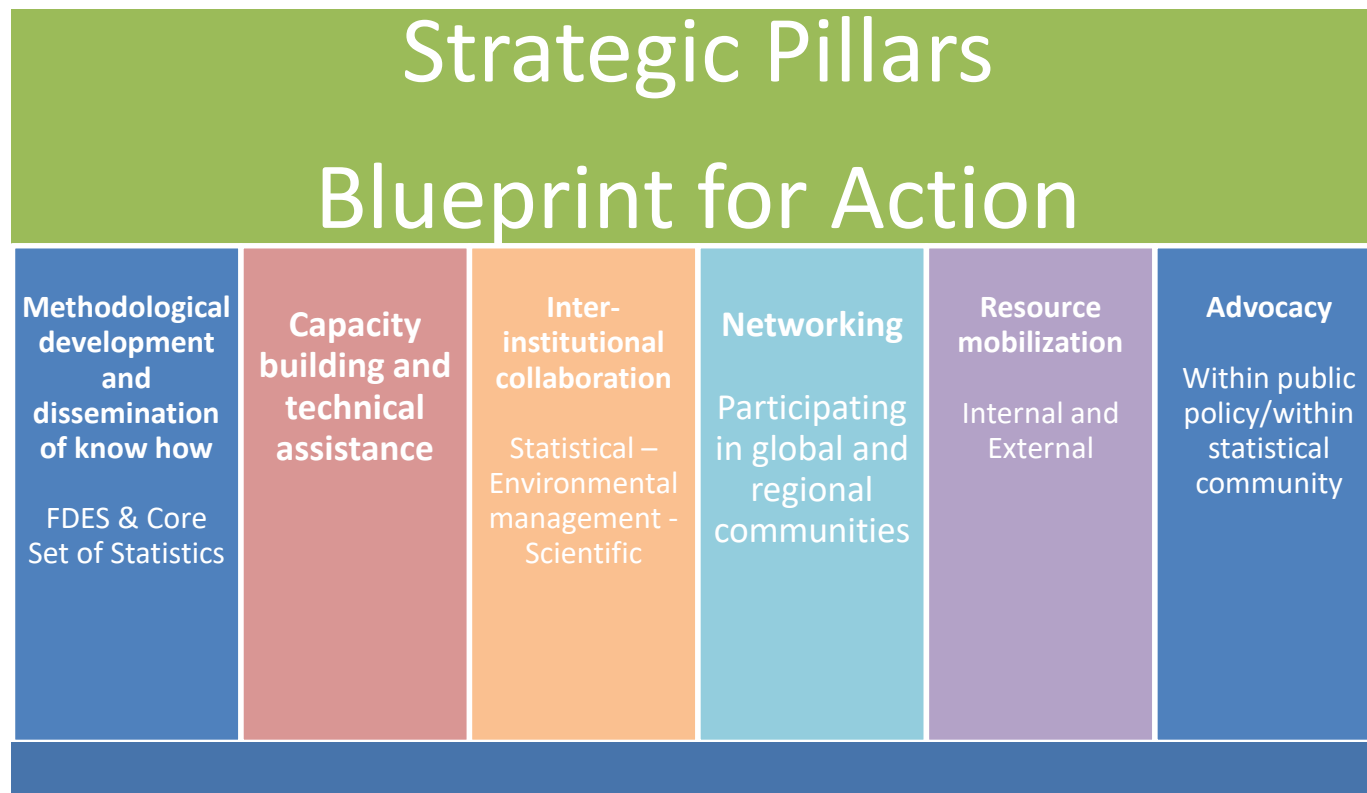 Strategic Pillars
Blueprint for Action
Methodological
development
and
dissemination
of know how
FDES & Core
Set of Statistics
Capacity
building and
technical
assistance
Inter-
institutional
collaboration
Statistical –
Environmental
management -
Scientific
Networking
Participating
in global and
regional
communities
Resource
mobilization
Internal and
External
Advocacy
Within public
policy/within
statistical
community